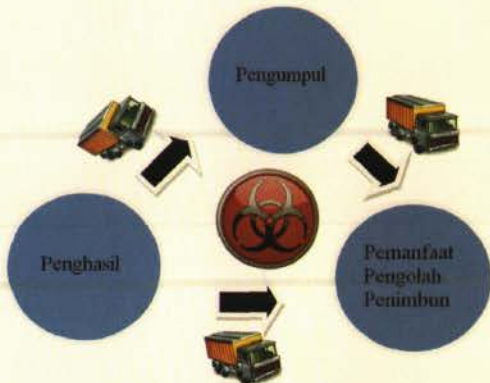 Pengumpul
Penghasil
Pemanfaat
Pengolah
Penimbun